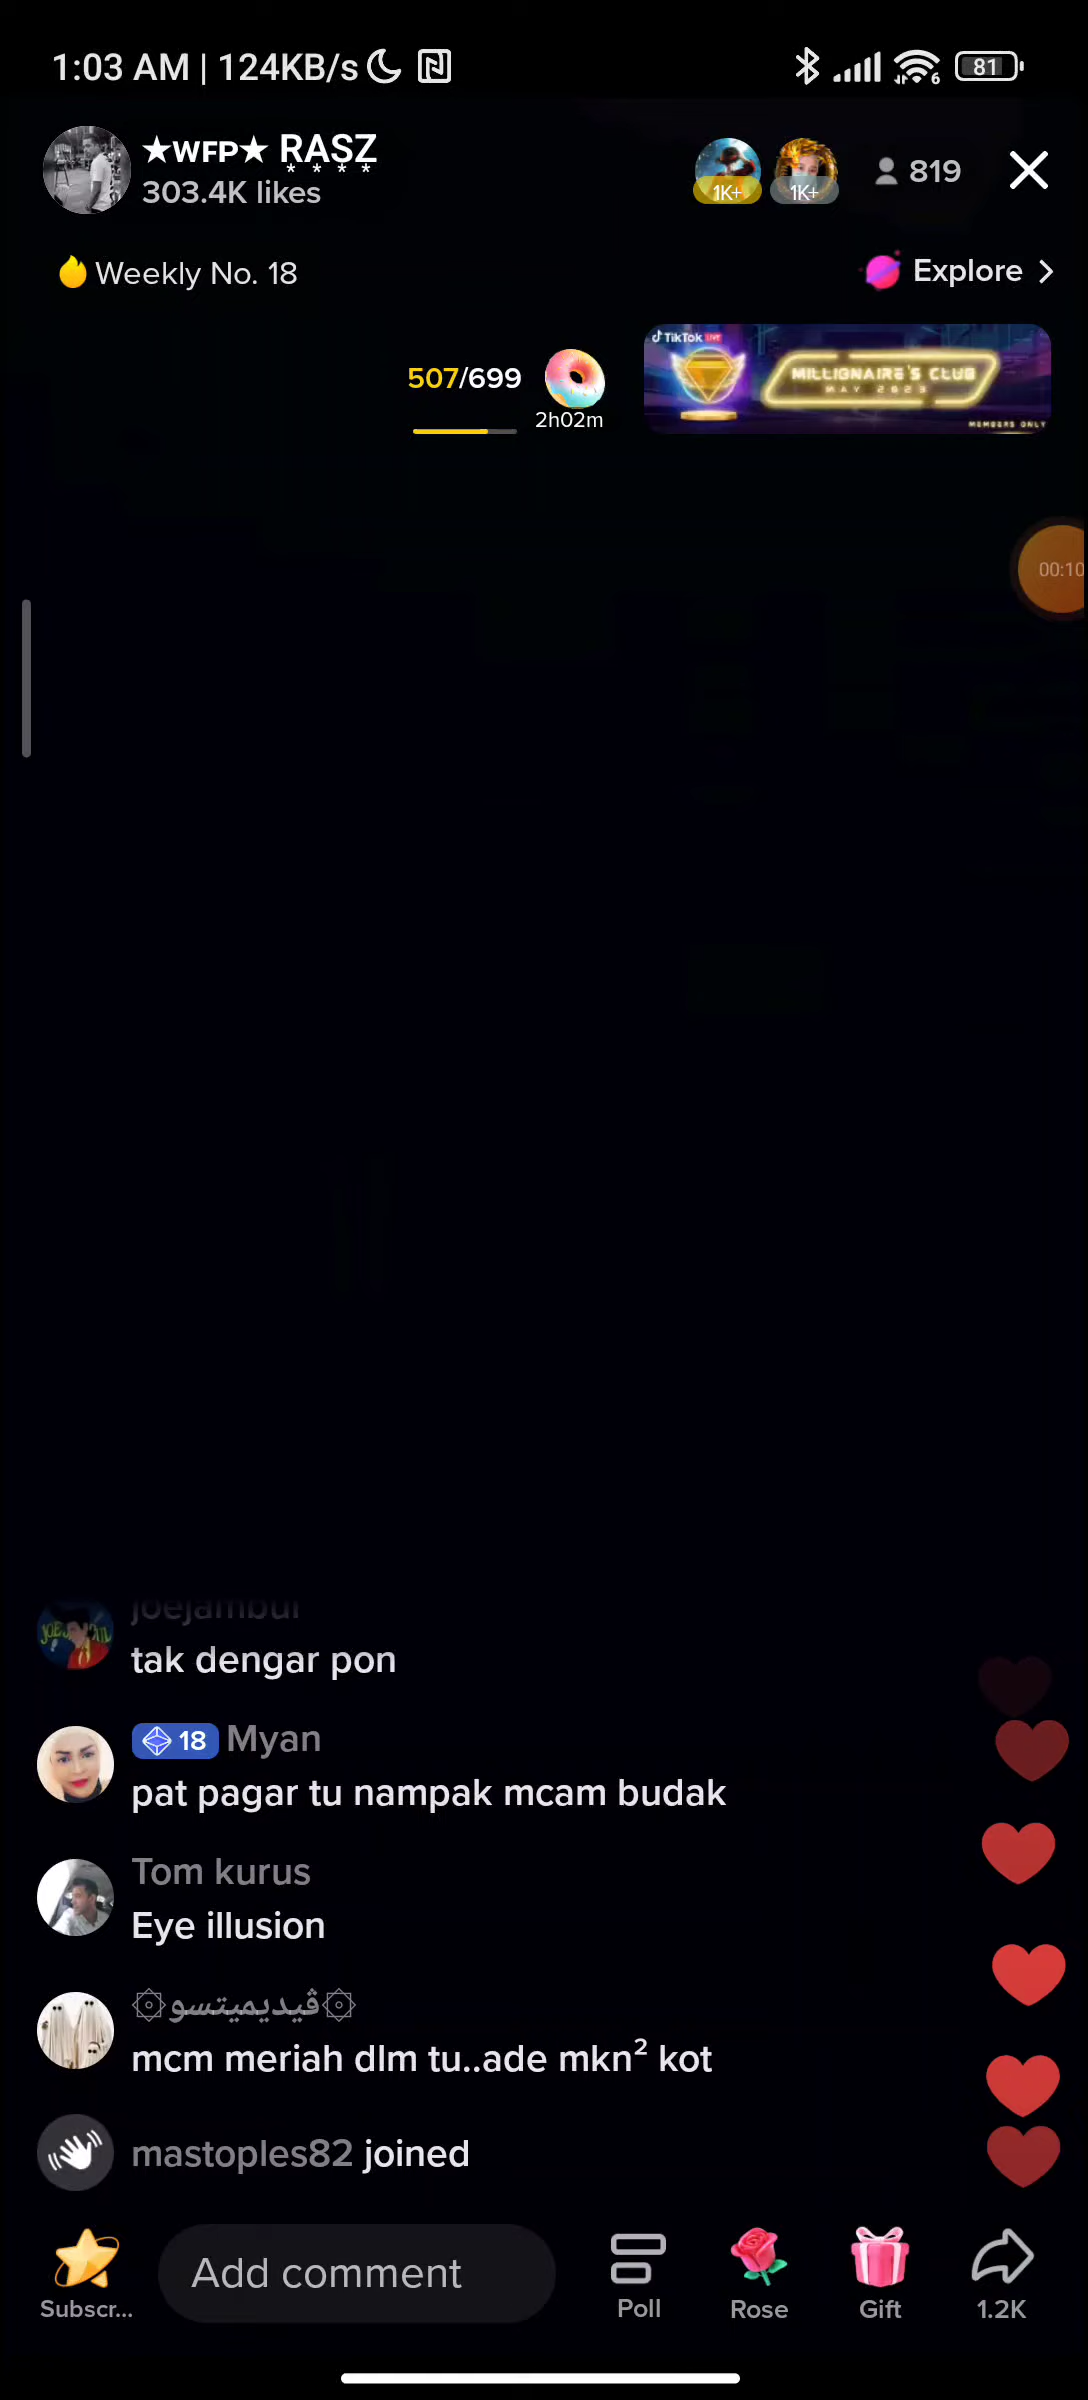 1:03 AM | 124KB/s
6
81
★WFP★ RASZ
303.4K likes
1K+
1K+
819
Weekly No. 18
Explore
507/699
2h02m
TikTok LIVE
MILLIONAIRE'S CLUB
MAY 2023
MEMBERS ONLY
00:10
joejambul
tak dengar pon
18 Myan
pat pagar tu nampak mcam budak
Tom kurus
Eye illusion
۞ڤيديميتسو۞
mcm meriah dlm tu..ade mkn² kot
mastoples82 joined
Subscr...
Add comment
Poll
Rose
Gift
1.2K